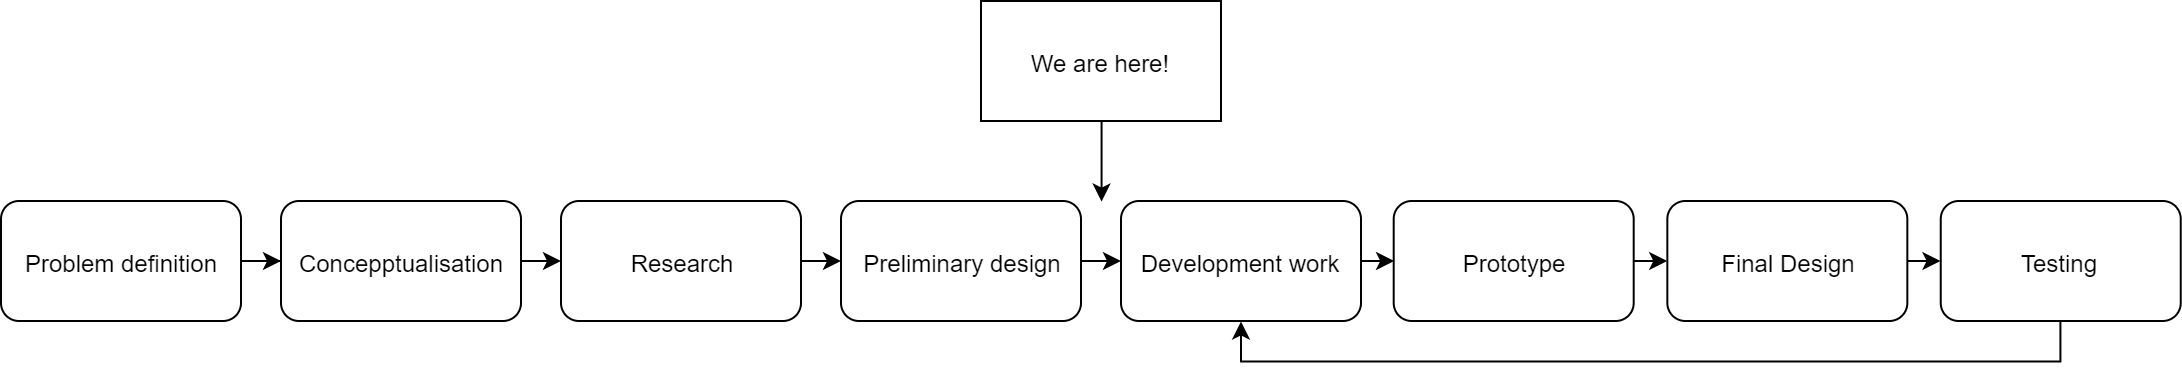 We are here!
Problem definition
Concepptualisation
Research
Preliminary design
Development work
Prototype
Final Design
Testing